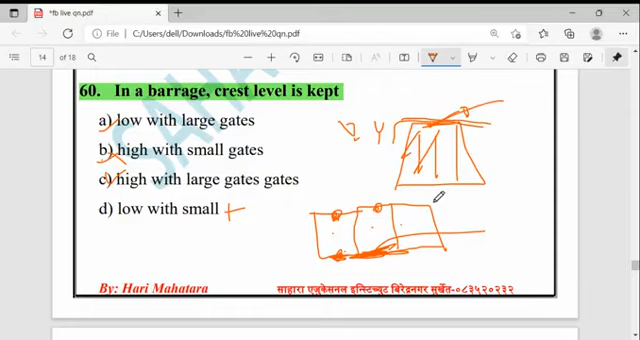 *fb live qn.pdf
C:/Users/dell/Downloads/fb%20live%20qn.pdf
14 of 18
60. In a barrage, crest level is kept
a) low with large gates
b) high with small gates
c) high with large gates gates
d) low with small
By: Hari Mahatara
साहारा एजुकेसनल इन्स्टिच्युट बिरेन्द्रनगर सुर्खेत-०८३५२०२३२